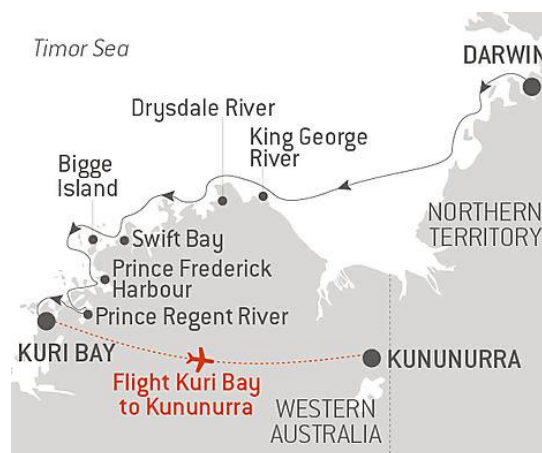 Timor Sea
DARWIN
Drysdale River
King George
River
Bigge
Island
NORTHERN
TERRITORY
Swift Bay
Prince Frederick
Harbour
Prince Regent River
KURI BAY
KUNUNURRA
Flight Kuri Bay
to Kununurra
WESTERN
AUSTRALIA